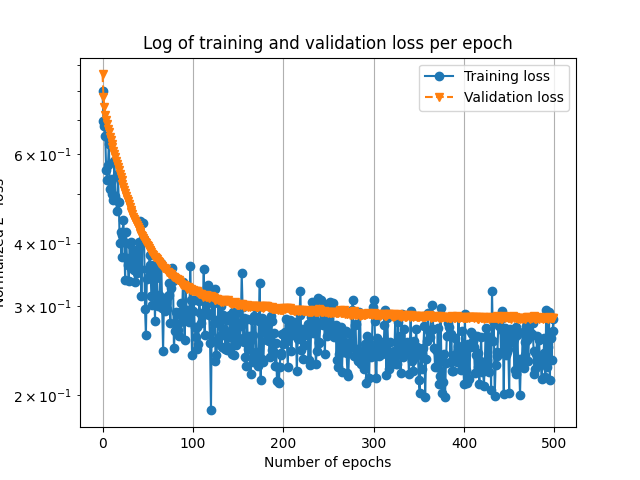 Log of training and validation loss per epoch
Training loss
Validation loss
6 × 10⁻¹
4 × 10⁻¹
3 × 10⁻¹
2 × 10⁻¹
0 100 200 300 400 500
Number of epochs